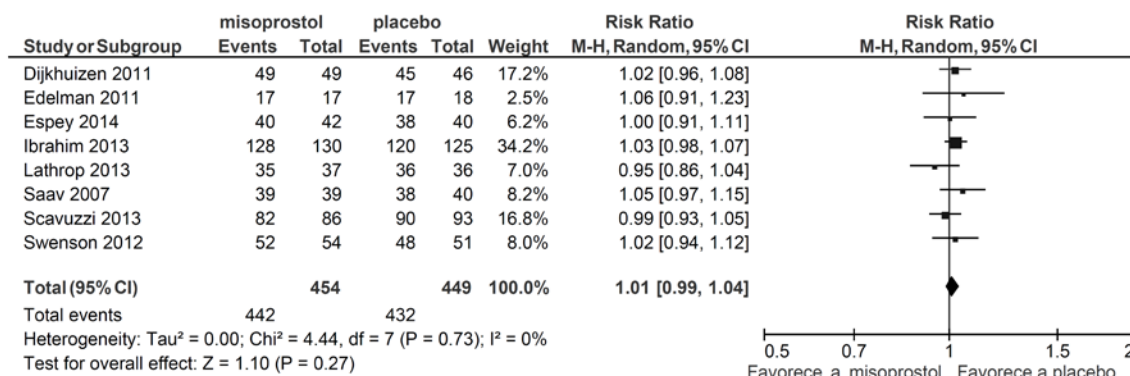 misoprostol placebo Risk Ratio Risk Ratio
Study or Subgroup Events Total Events Total Weight M-H, Random, 95% CI M-H, Random, 95% CI
Dijkhuizen 2011 49 49 45 46 17.2% 1.02 [0.96, 1.08]
Edelman 2011 17 17 17 18 2.5% 1.06 [0.91, 1.23]
Espey 2014 40 42 38 40 6.2% 1.00 [0.91, 1.11]
Ibrahim 2013 128 130 120 125 34.2% 1.03 [0.98, 1.07]
Lathrop 2013 35 37 36 36 7.0% 0.95 [0.86, 1.04]
Saav 2007 39 39 38 40 8.2% 1.05 [0.97, 1.15]
Scavuzzi 2013 82 86 90 93 16.8% 0.99 [0.93, 1.05]
Swenson 2012 52 54 48 51 8.0% 1.02 [0.94, 1.12]
Total (95% CI) 454 449 100.0% 1.01 [0.99, 1.04]
Total events 442 432
Heterogeneity: Tau² = 0.00; Chi² = 4.44, df = 7 (P = 0.73); I² = 0%
Test for overall effect: Z = 1.10 (P = 0.27)
0.5 0.7 1 1.5 2
Favorece a misoprostol Favorece a placebo